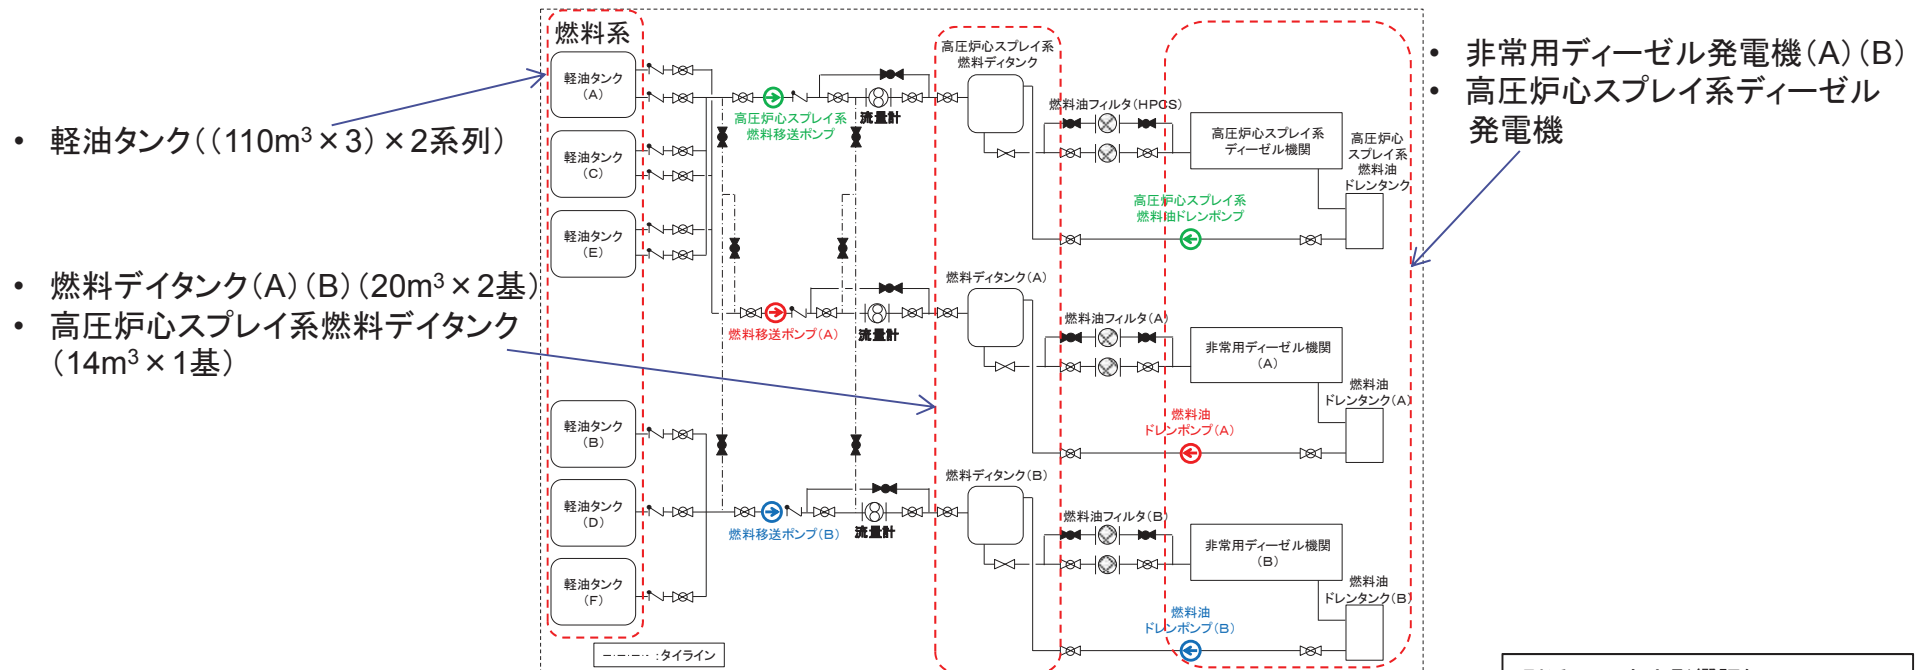 燃料系
軽油タンク
(A)
軽油タンク
(C)
軽油タンク
(E)
軽油タンク
(B)
軽油タンク
(D)
軽油タンク
(F)
• 軽油タンク((110m³×3)×2系列)
• 燃料デイタンク(A)(B)(20m³×2基)
• 高圧炉心スプレイ系燃料デイタンク
(14m³×1基)
高圧炉心スプレイ系
燃料移送ポンプ
流量計
燃料移送ポンプ(A)
流量計
燃料移送ポンプ(B)
流量計
:タイライン
高圧炉心スプレイ系
燃料ディタンク
燃料ディタンク(A)
燃料ディタンク(B)
燃料油フィルタ(HPCS)
高圧炉心スプレイ系
ディーゼル機関
高圧炉心
スプレイ系
燃料油
ドレンタンク
高圧炉心スプレイ系
燃料油ドレンポンプ
燃料油フィルタ(A)
非常用ディーゼル機関
(A)
燃料油
ドレンタンク(A)
燃料油
ドレンポンプ(A)
燃料油フィルタ(B)
非常用ディーゼル機関
(B)
燃料油
ドレンタンク(B)
燃料油
ドレンポンプ(B)
• 非常用ディーゼル発電機(A)(B)
• 高圧炉心スプレイ系ディーゼル
発電機